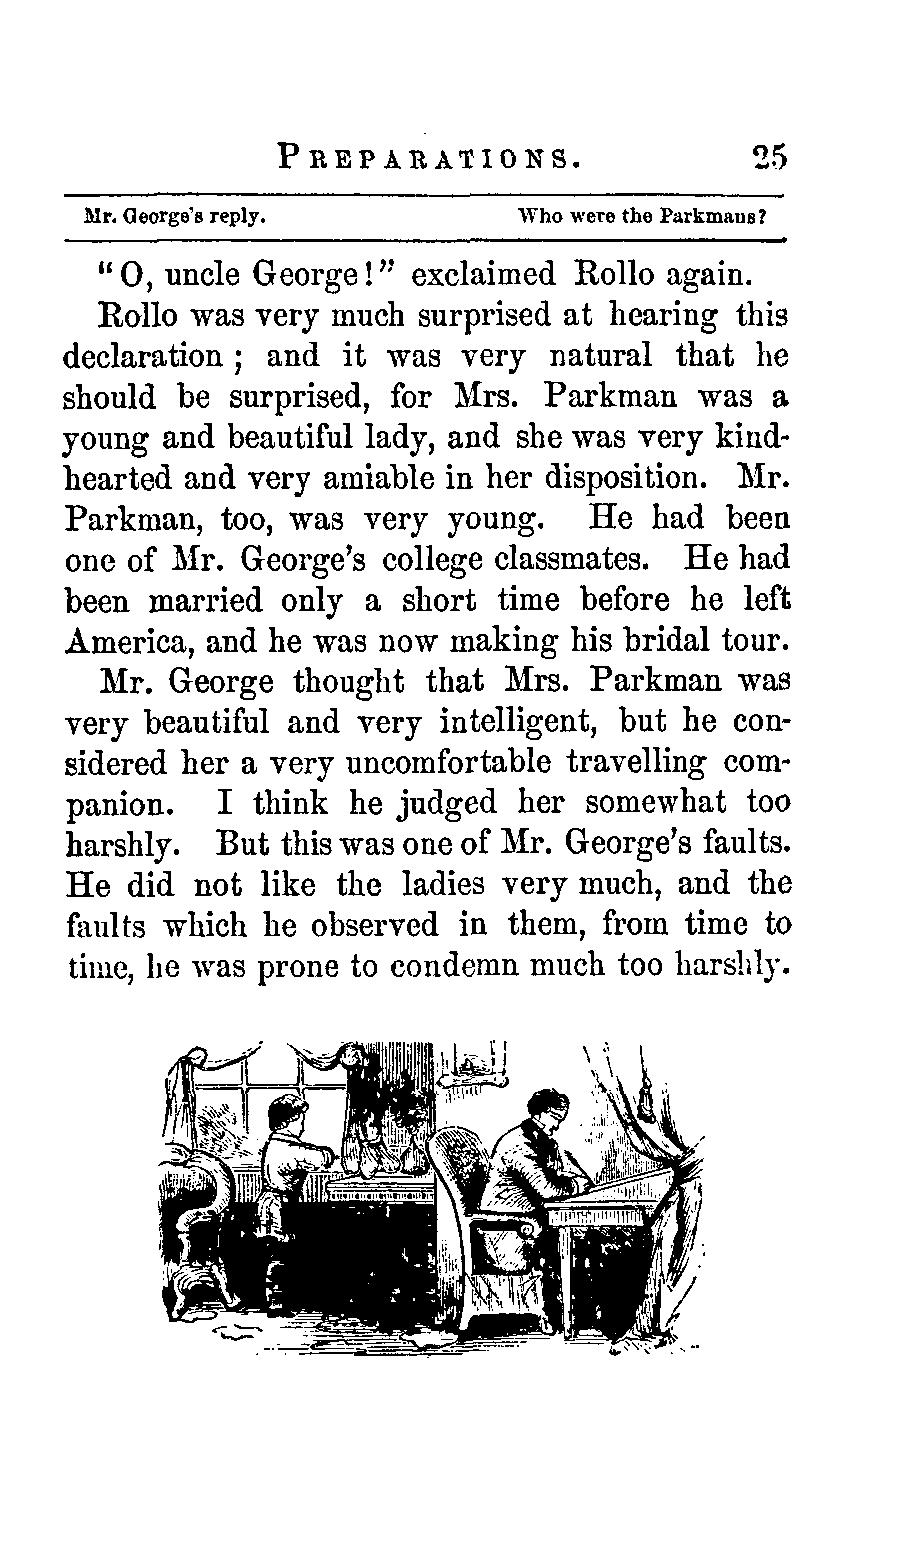 PREPARATIONS. 25
Mr. George's reply. Who were the Parkmans?
"O, uncle George!" exclaimed Rollo again.
Rollo was very much surprised at hearing this
declaration; and it was very natural that he
should be surprised, for Mrs. Parkman was a
young and beautiful lady, and she was very kind-
hearted and very amiable in her disposition. Mr.
Parkman, too, was very young. He had been
one of Mr. George's college classmates. He had
been married only a short time before he left
America, and he was now making his bridal tour.
Mr. George thought that Mrs. Parkman was
very beautiful and very intelligent, but he con-
sidered her a very uncomfortable travelling com-
panion. I think he judged her somewhat too
harshly. But this was one of Mr. George's faults.
He did not like the ladies very much, and the
faults which he observed in them, from time to
time, he was prone to condemn much too harshly.